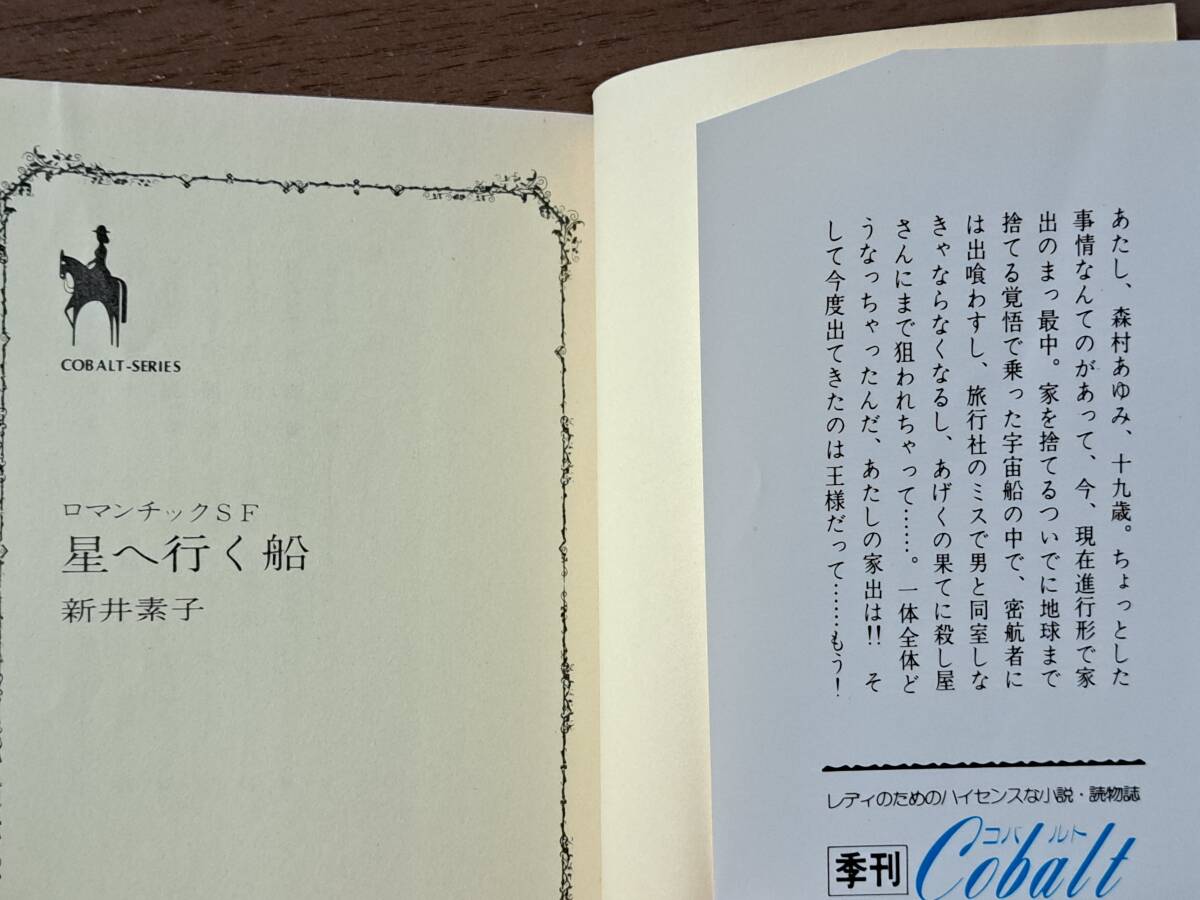 COBALT-SERIES
ロマンチックSF
星へ行く船
新井素子
あたし、森村あゆみ、十九歳。ちょっとした
事情なんてのがあって、今、現在進行形で家
出のまっ最中。家を捨てるついでに地球まで
捨てる覚悟で乗った宇宙船の中で、密航者に
は出喰わすし、旅行社のミスで男と同室しな
きゃならなくなるし、あげくの果てに殺し屋
さんにまで狙われちゃって……。一体全体ど
うなっちゃったんだ、あたしの家出は!! そ
して今度出てきたのは王様だって……もう!
レディのためのハイセンスな小説・読物誌
季刊
コバルト
Cobalt